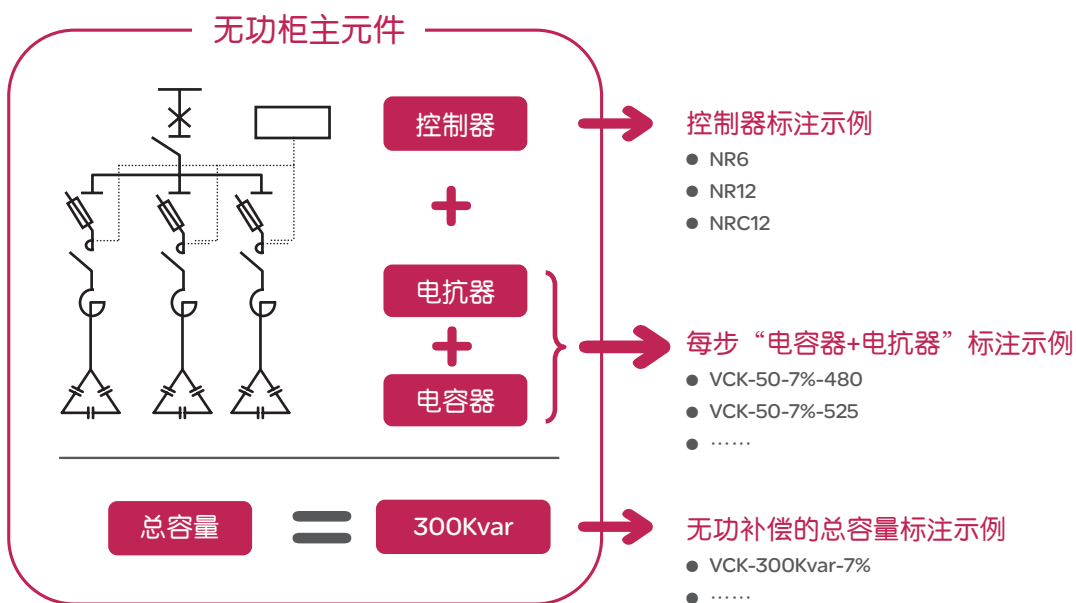 无功柜主元件
控制器
+
电抗器
+
电容器
总容量
=
300Kvar
控制器标注示例
● NR6
● NR12
● NRC12
每步“电容器+电抗器”标注示例
● VCK-50-7%-480
● VCK-50-7%-525
● ……
无功补偿的总容量标注示例
● VCK-300Kvar-7%
● ……